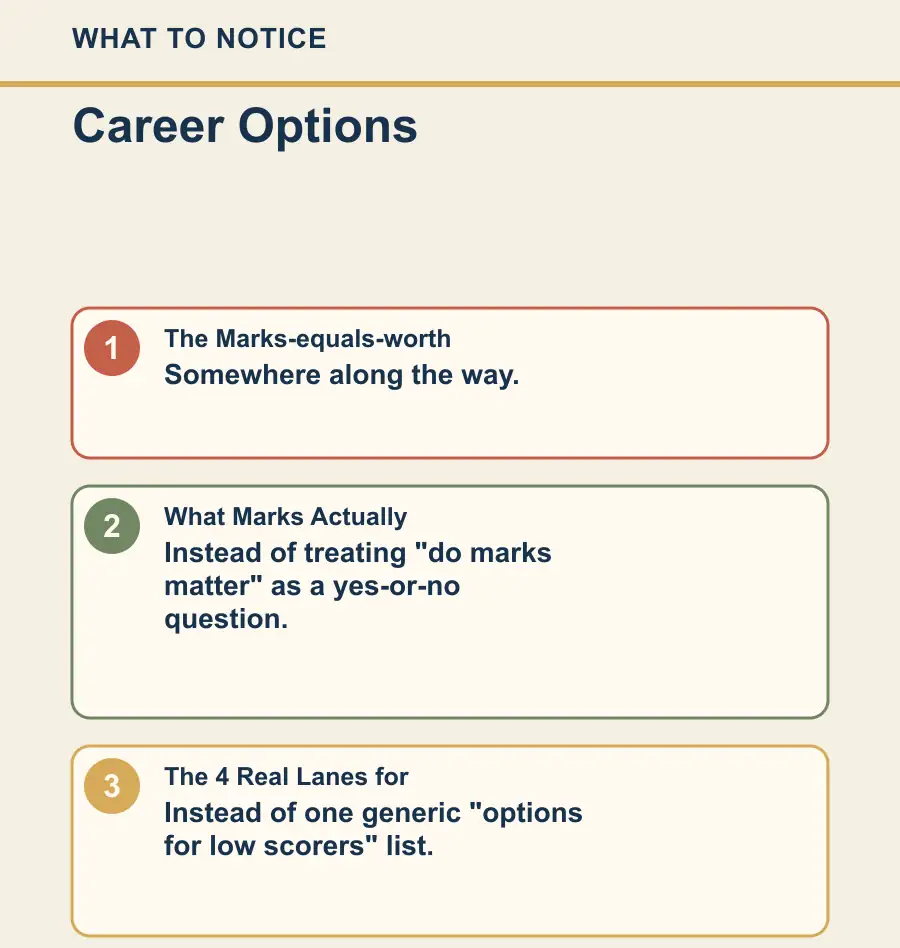 WHAT TO NOTICE
Career Options
1
The Marks-equals-worth
Somewhere along the way.
2
What Marks Actually
Instead of treating "do marks
matter" as a yes-or-no
question.
3
The 4 Real Lanes for
Instead of one generic "options
for low scorers" list.